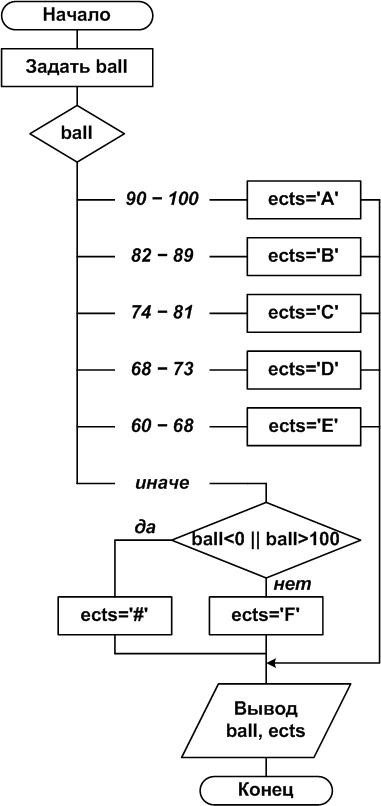 Начало
Задать ball
ball
90 − 100
ects='A'
82 − 89
ects='B'
74 − 81
ects='C'
68 − 73
ects='D'
60 − 68
ects='E'
иначе
да
ball<0 || ball>100
нет
ects='#'
ects='F'
Вывод
ball, ects
Конец